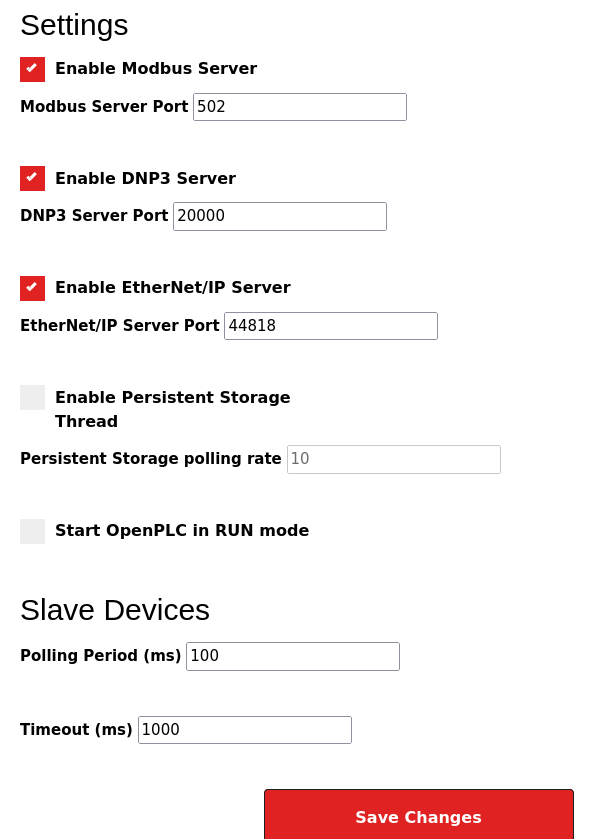 Settings
Enable Modbus Server
Modbus Server Port 502
Enable DNP3 Server
DNP3 Server Port 20000
Enable EtherNet/IP Server
EtherNet/IP Server Port 44818
Enable Persistent Storage
Thread
Persistent Storage polling rate 10
Start OpenPLC in RUN mode
Slave Devices
Polling Period (ms) 100
Timeout (ms) 1000
Save Changes